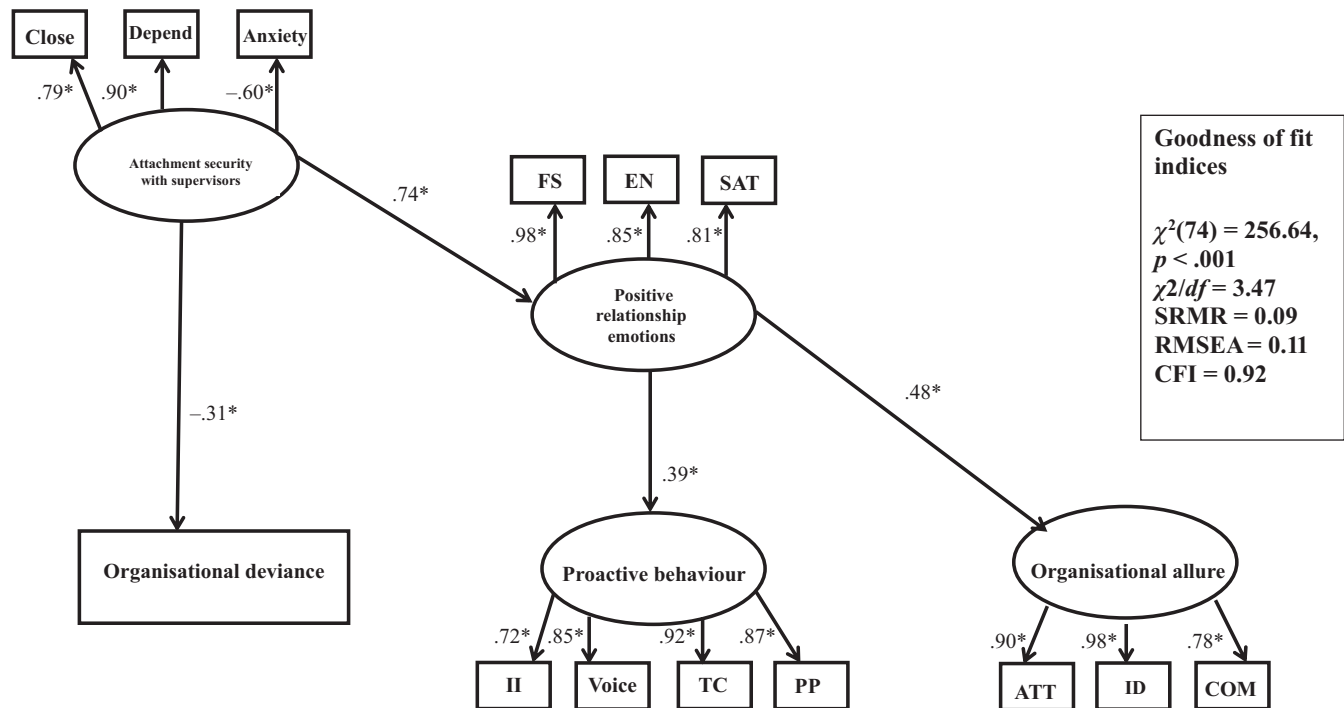 Close
Depend
Anxiety
.79*
.90*
–.60*
Attachment security
with supervisors
.74*
FS
EN
SAT
.98*
.85*
.81*
Positive
relationship
emotions
Goodness of fit
indices
χ²(74) = 256.64,
p < .001
χ2/df = 3.47
SRMR = 0.09
RMSEA = 0.11
CFI = 0.92
–.31*
.48*
.39*
Organisational deviance
Proactive behaviour
Organisational allure
.72*
.85*
.92*
.87*
.90*
.98*
.78*
II
Voice
TC
PP
ATT
ID
COM